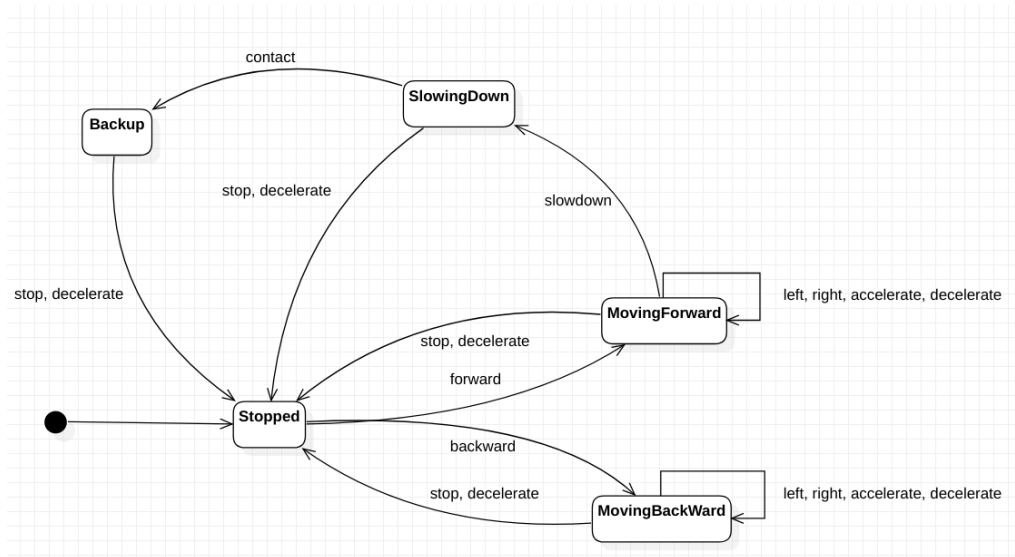 contact
SlowingDown
Backup
stop, decelerate
slowdown
stop, decelerate
left, right, accelerate, decelerate
MovingForward
stop, decelerate
forward
Stopped
backward
stop, decelerate
left, right, accelerate, decelerate
MovingBackWard